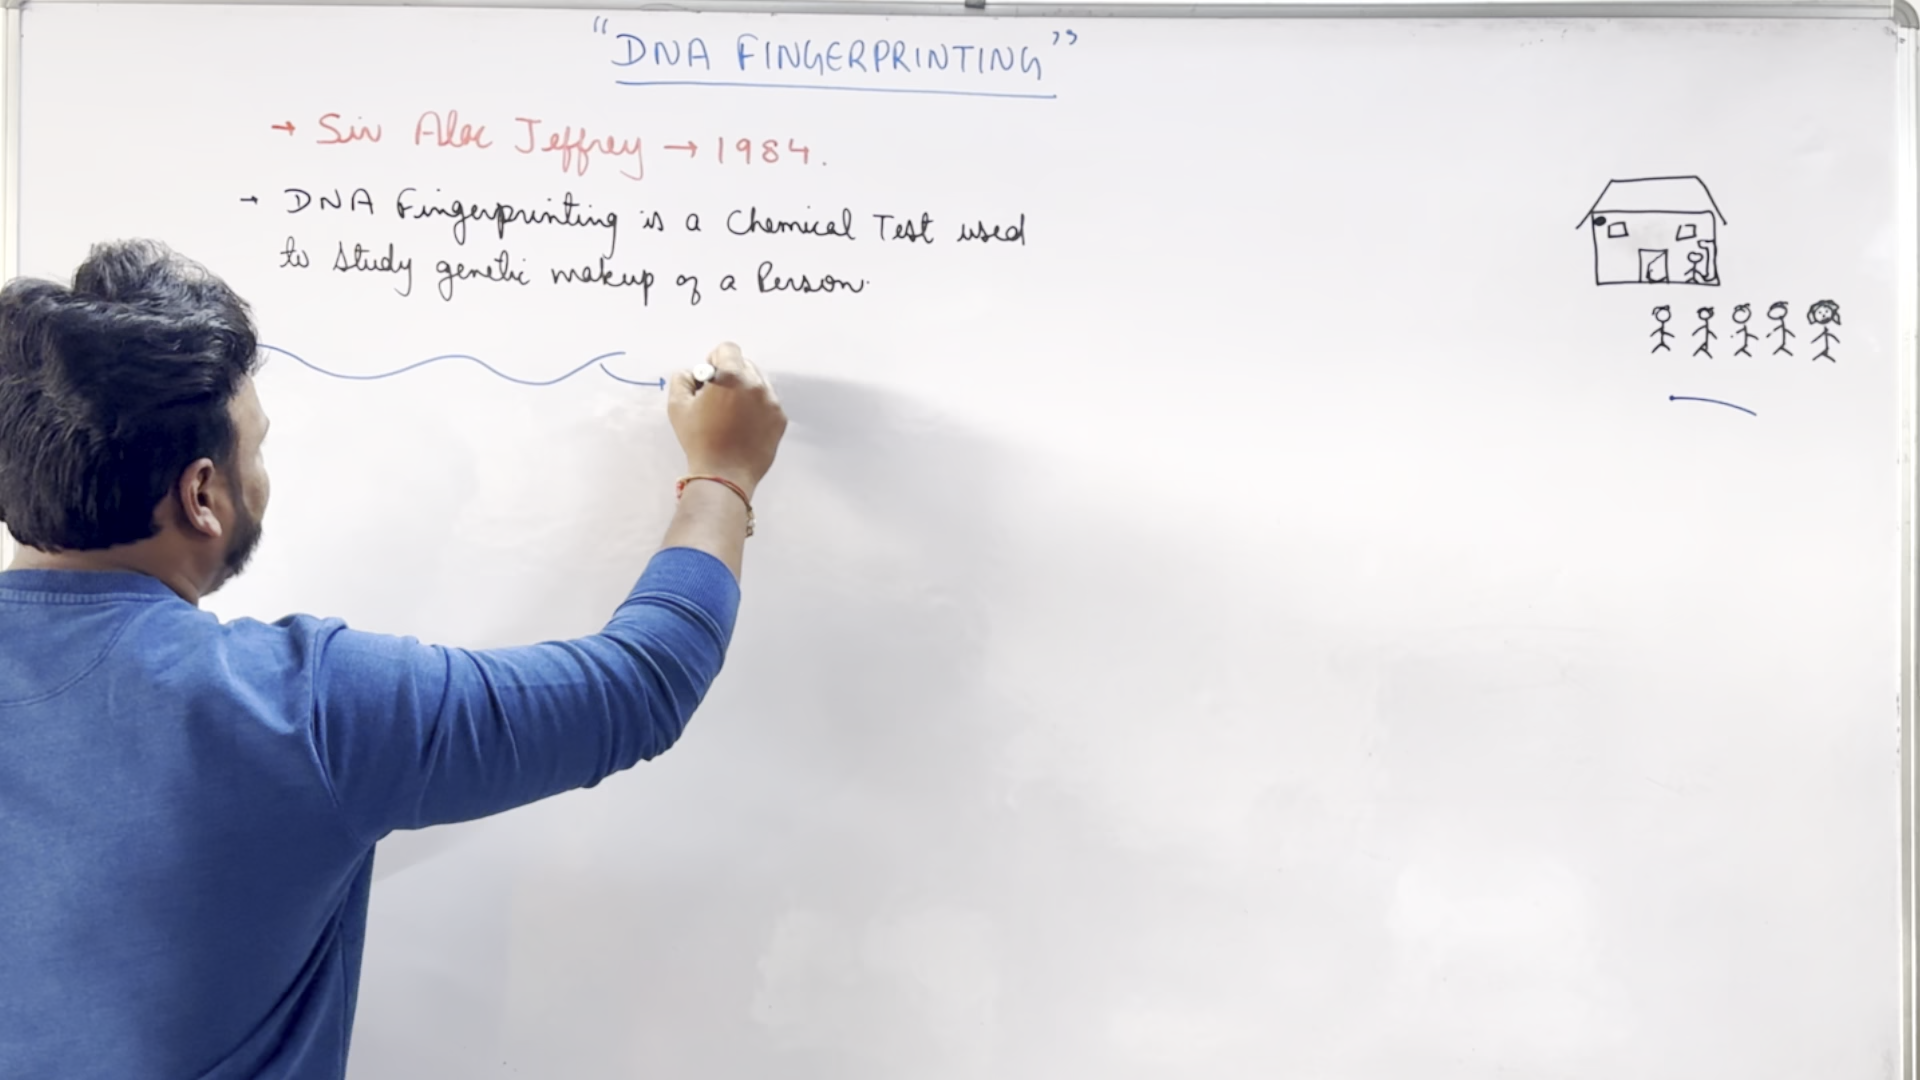 "DNA FINGERPRINTING"
→ Sir Alec Jeffrey → 1984.
→ DNA Fingerprinting is a Chemical Test used
to study genetic makeup of a Person.